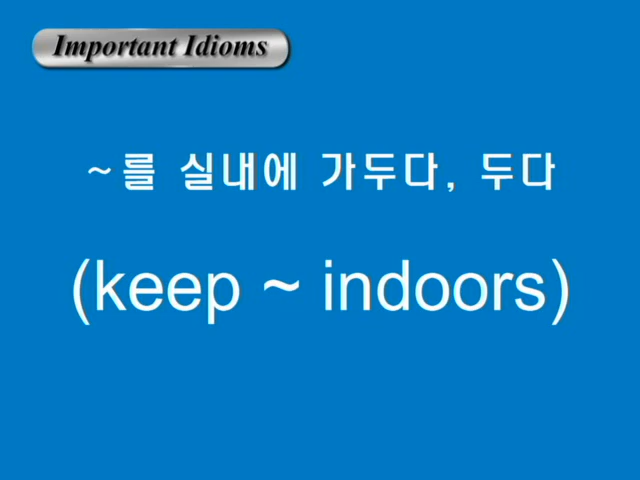 Important Idioms
~를 실내에 가두다, 두다
(keep ~ indoors)